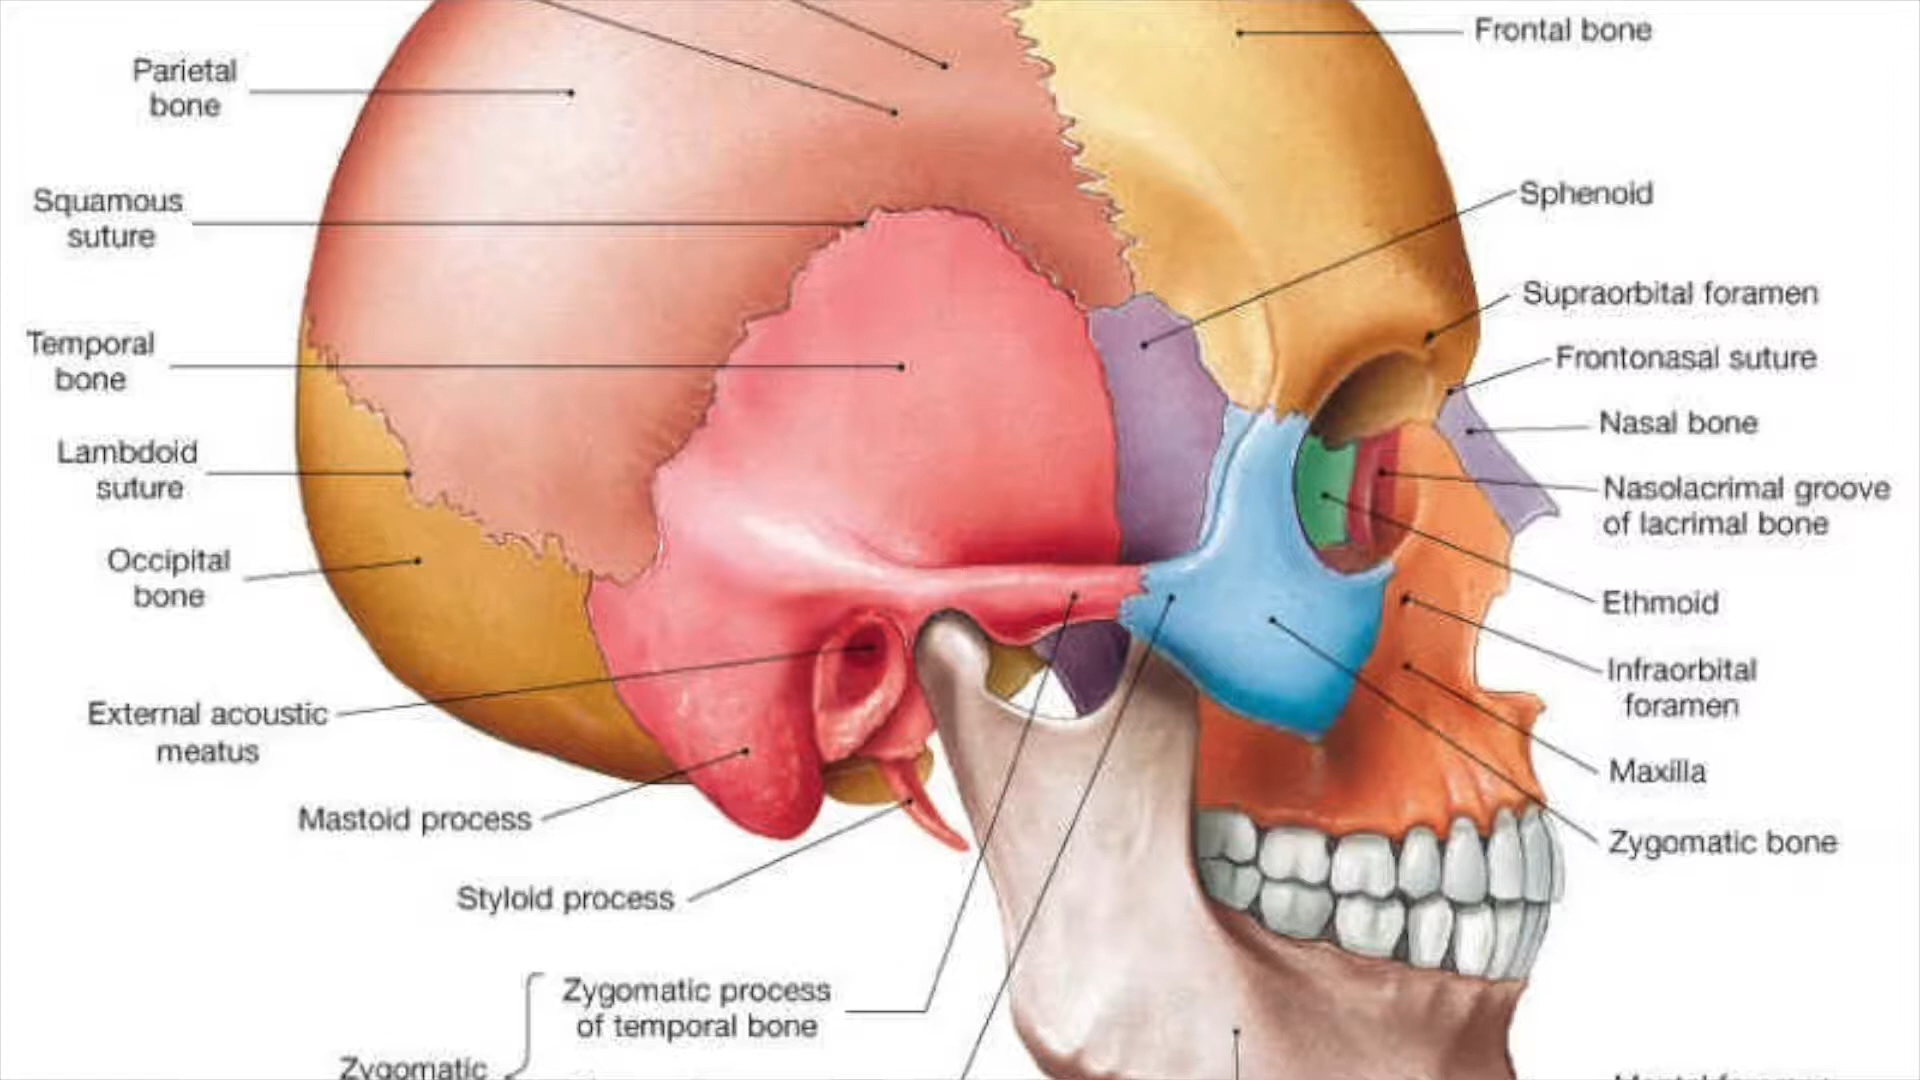 Parietal
bone
Squamous
suture
Temporal
bone
Lambdoid
suture
Occipital
bone
External acoustic
meatus
Mastoid process
Styloid process
Zygomatic process
of temporal bone
Zygomatic
Frontal bone
Sphenoid
Supraorbital foramen
Frontonasal suture
Nasal bone
Nasolacrimal groove
of lacrimal bone
Ethmoid
Infraorbital
foramen
Maxilla
Zygomatic bone